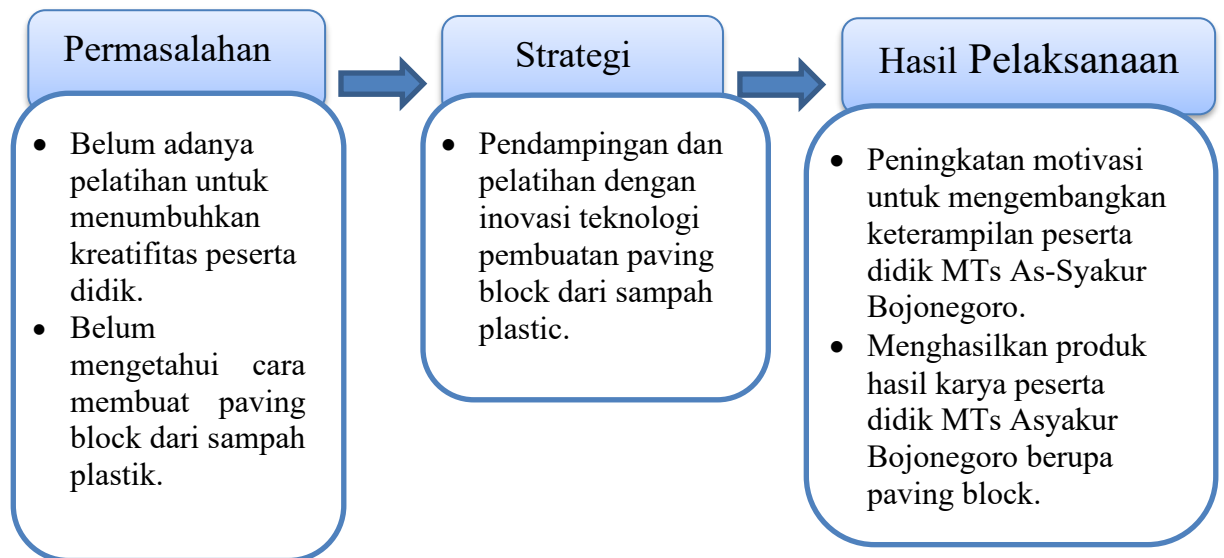 Permasalahan
• Belum adanya
pelatihan untuk
menumbuhkan
kreatifitas peserta
didik.
• Belum
mengetahui cara
membuat paving
block dari sampah
plastik.
Strategi
• Pendampingan dan
pelatihan dengan
inovasi teknologi
pembuatan paving
block dari sampah
plastic.
Hasil Pelaksanaan
• Peningkatan motivasi
untuk mengembangkan
keterampilan peserta
didik MTs As-Syakur
Bojonegoro.
• Menghasilkan produk
hasil karya peserta
didik MTs Asyakur
Bojonegoro berupa
paving block.